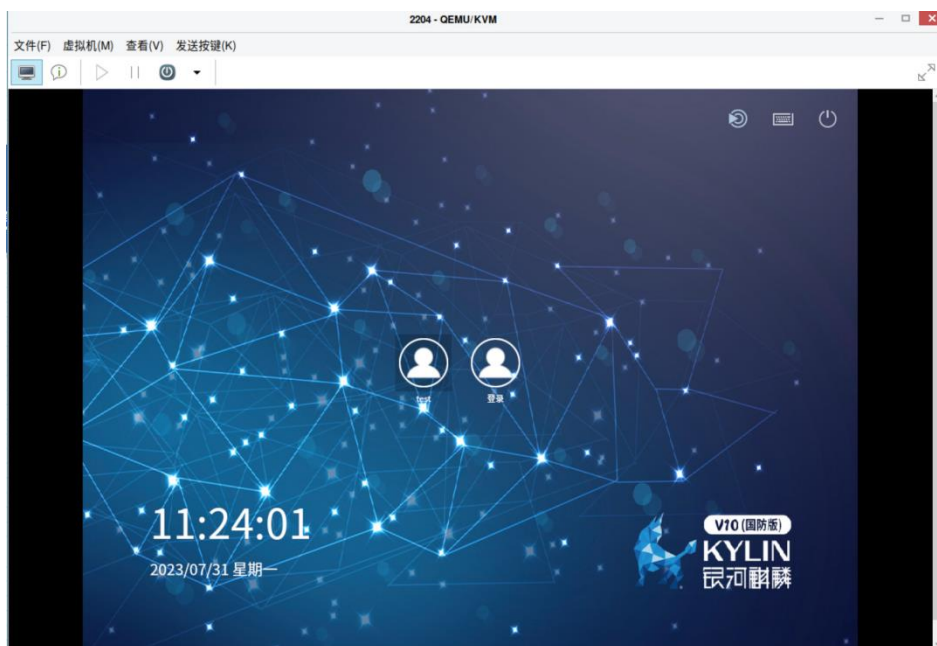 2204 - QEMU/KVM
文件(F) 虚拟机(M) 查看(V) 发送按键(K)
test
登录
11:24:01
2023/07/31 星期一
V10 (国防版)
KYLIN
银河麒麟